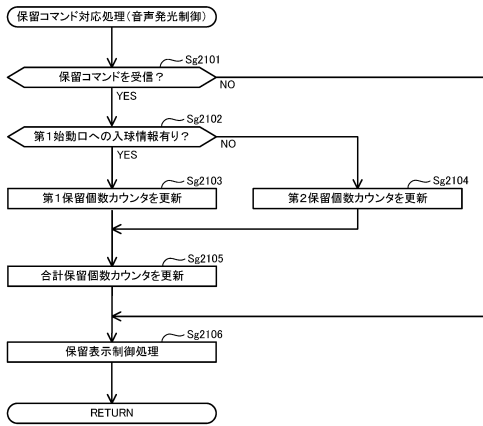 保留コマンド対応処理(音声発光制御)
Sg2101
保留コマンドを受信?
NO
YES
Sg2102
第1始動口への入球情報有り?
NO
YES
Sg2103
第1保留個数カウンタを更新
Sg2104
第2保留個数カウンタを更新
Sg2105
合計保留個数カウンタを更新
Sg2106
保留表示制御処理
RETURN